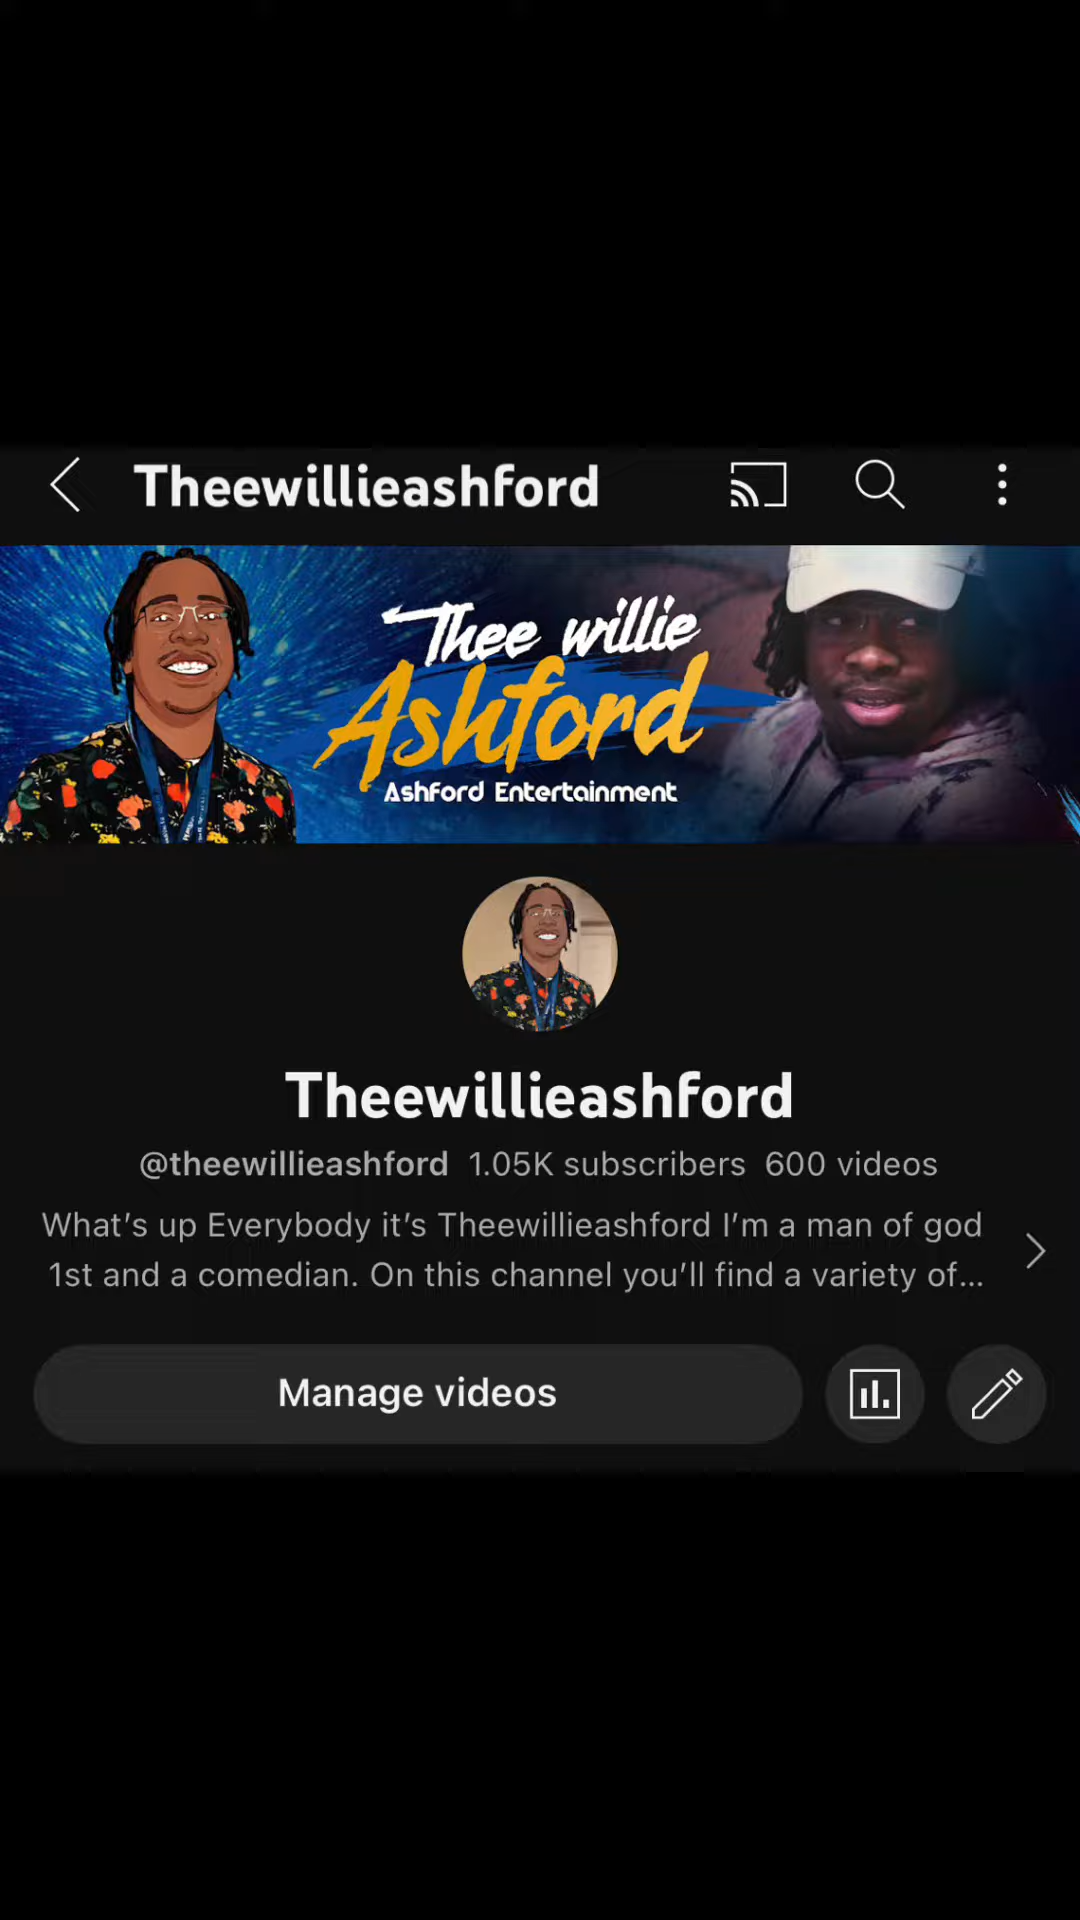 Theewillieashford
Thee willie
Ashford
Ashford Entertainment
Theewillieashford
@theewillieashford 1.05K subscribers 600 videos
What's up Everybody it's Theewillieashford I'm a man of god
1st and a comedian. On this channel you'll find a variety of...
Manage videos